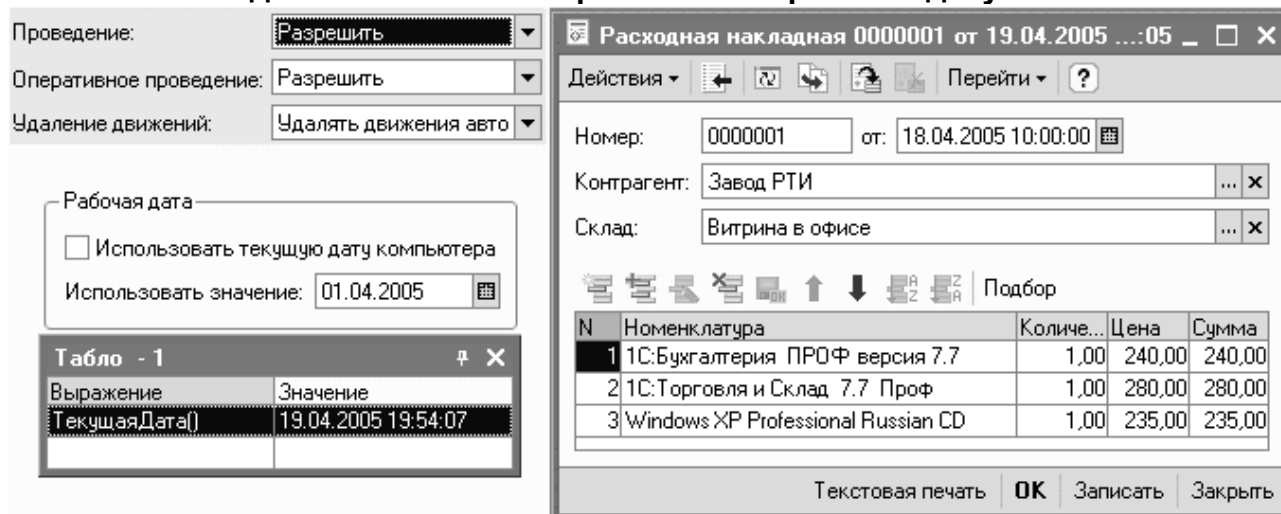 Проведение: Разрешить
Оперативное проведение: Разрешить
Удаление движений: Удалять движения авто
Рабочая дата
Использовать текущую дату компьютера
Использовать значение: 01.04.2005
Табло - 1
Выражение Значение
ТекущаяДата() 19.04.2005 19:54:07
Расходная накладная 0000001 от 19.04.2005 ...:05
Действия Перейти ?
Номер: 0000001 от: 18.04.2005 10:00:00
Контрагент: Завод РТИ ...
Склад: Витрина в офисе ...
Подбор
N Номенклатура Количе... Цена Сумма
1 1С:Бухгалтерия ПРОФ версия 7.7 1,00 240,00 240,00
2 1С:Торговля и Склад 7.7 Проф 1,00 280,00 280,00
3 Windows XP Professional Russian CD 1,00 235,00 235,00
Текстовая печать OK Записать Закрыть